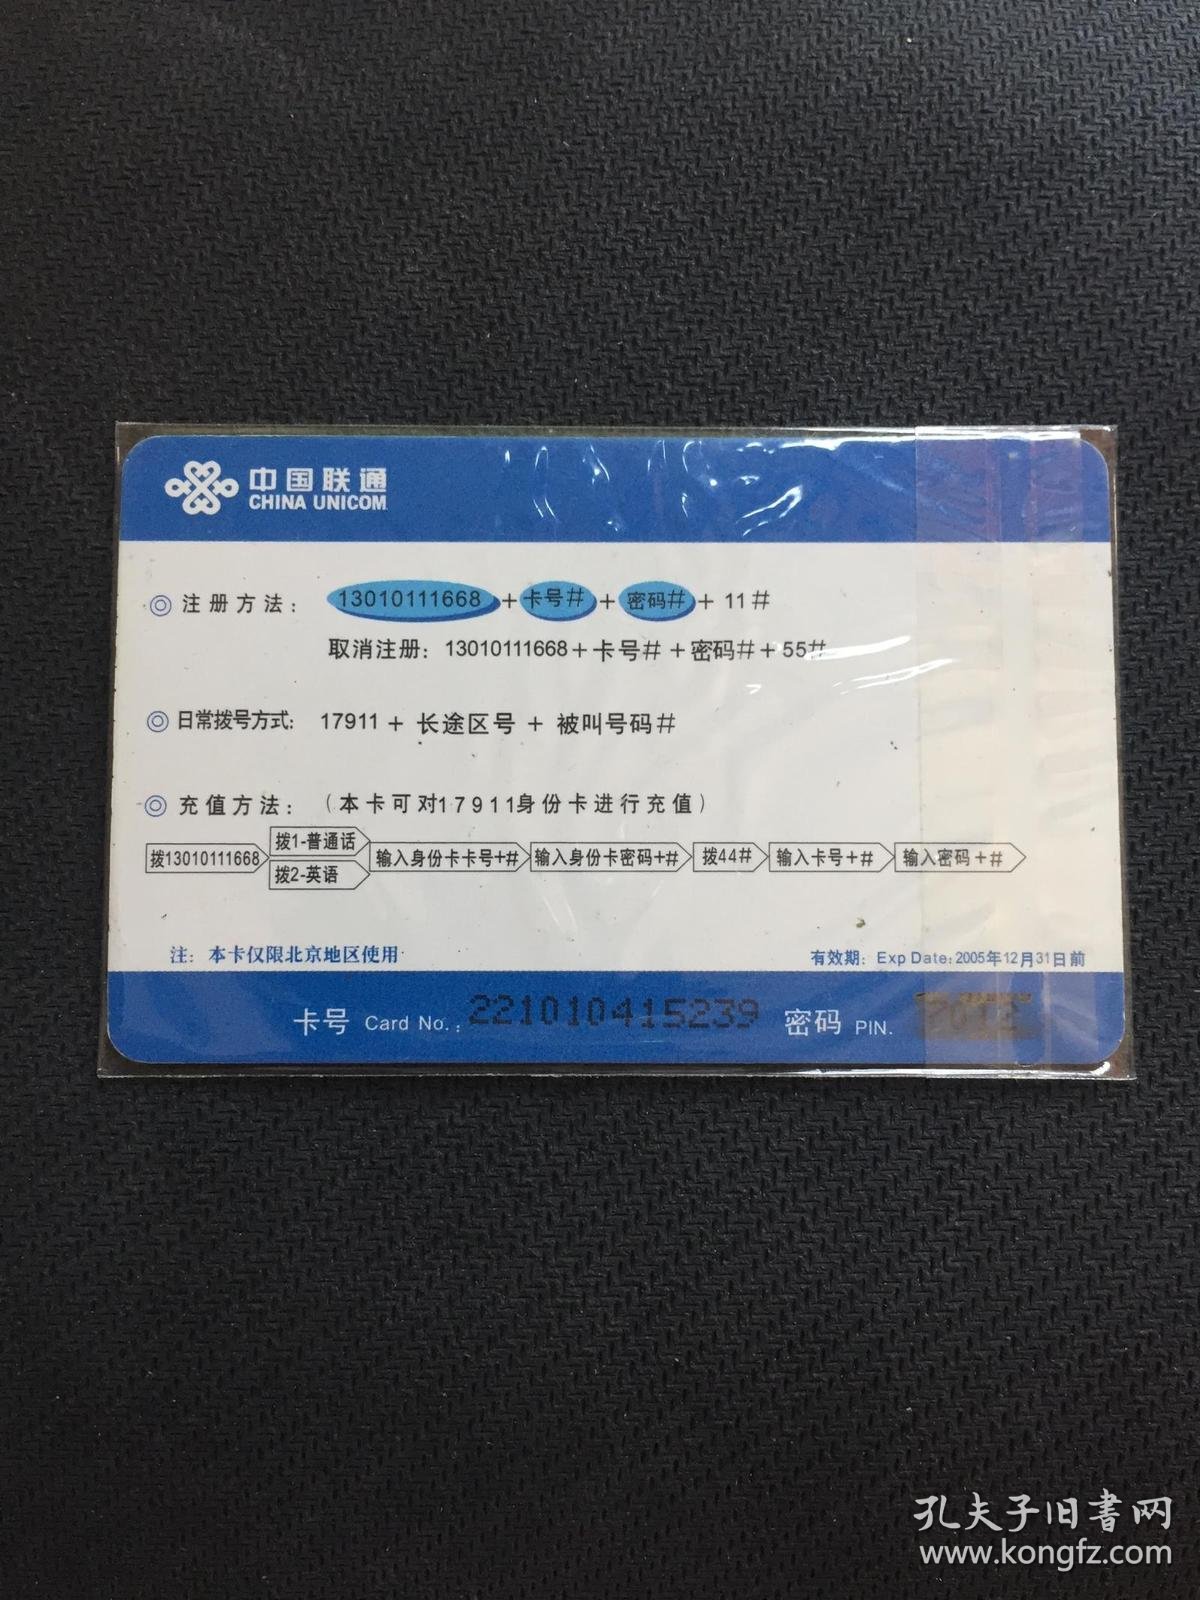 中国联通
CHINA UNICOM
◎ 注册方法： 13010111668 + 卡号# + 密码# + 11#
取消注册：13010111668+卡号#+密码#+55#
◎ 日常拨号方式： 17911 + 长途区号 + 被叫号码#
◎ 充值方法：（本卡可对17911身份卡进行充值）
拨13010111668 拨1-普通话 输入身份卡卡号+# 输入身份卡密码+# 拨44# 输入卡号+# 输入密码+#
拨2-英语
注：本卡仅限北京地区使用 有效期：Exp Date:2005年12月31日前
卡号 Card No.: 221010415239 密码 PIN.
孔夫子旧书网
www.kongfz.com